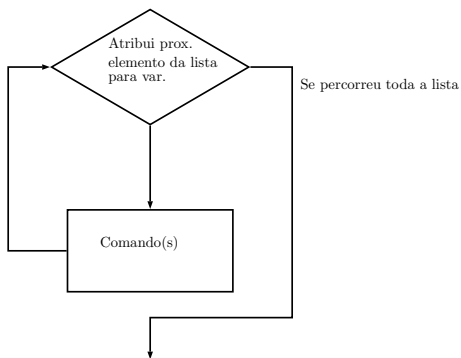 Atribui prox.
elemento da lista
para var.
Se percorreu toda a lista
Comando(s)